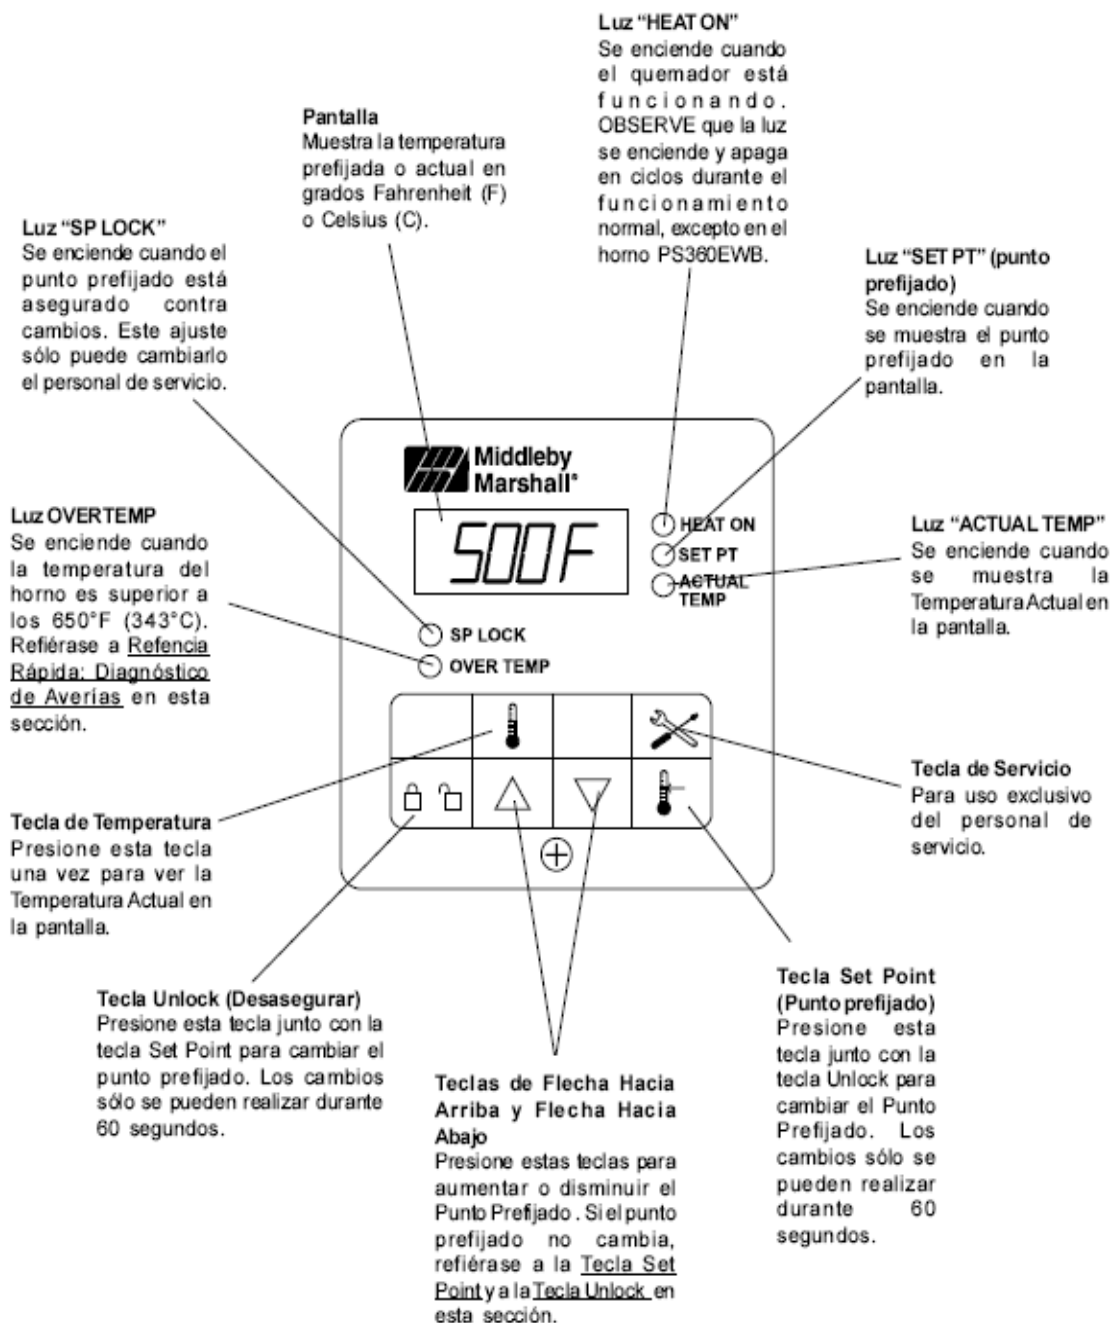 Luz “HEAT ON”
Se enciende cuando
el quemador está
funcionando.
OBSERVE que la luz
se enciende y apaga
en ciclos durante el
funcionamiento
normal, excepto en el
horno PS360EWB.
Pantalla
Muestra la temperatura
prefijada o actual en
grados Fahrenheit (F)
o Celsius (C).
Luz “SP LOCK”
Se enciende cuando el
punto prefijado está
asegurado contra
cambios. Este ajuste
sólo puede cambiarlo
el personal de servicio.
Luz “SET PT” (punto
prefijado)
Se enciende cuando
se muestra el punto
prefijado en la
pantalla.
Middleby
Marshall®
500F
HEAT ON
SET PT
ACTUAL
TEMP
SP LOCK
OVER TEMP
Luz OVERTEMP
Se enciende cuando
la temperatura del
horno es superior a
los 650°F (343°C).
Refiérase a Refencia
Rápida: Diagnóstico
de Averías en esta
sección.
Luz “ACTUAL TEMP”
Se enciende cuando
se muestra la
Temperatura Actual en
la pantalla.
Tecla de Servicio
Para uso exclusivo
del personal de
servicio.
Tecla de Temperatura
Presione esta tecla
una vez para ver la
Temperatura Actual en
la pantalla.
Tecla Unlock (Desasegurar)
Presione esta tecla junto con la
tecla Set Point para cambiar el
punto prefijado. Los cambios
sólo se pueden realizar durante
60 segundos.
Teclas de Flecha Hacia
Arriba y Flecha Hacia
Abajo
Presione estas teclas para
aumentar o disminuir el
Punto Prefijado. Si el punto
prefijado no cambia,
refiérase a la Tecla Set
Point y a la Tecla Unlock en
esta sección.
Tecla Set Point
(Punto prefijado)
Presione esta
tecla junto con la
tecla Unlock para
cambiar el Punto
Prefijado. Los
cambios sólo se
pueden realizar
durante 60
segundos.